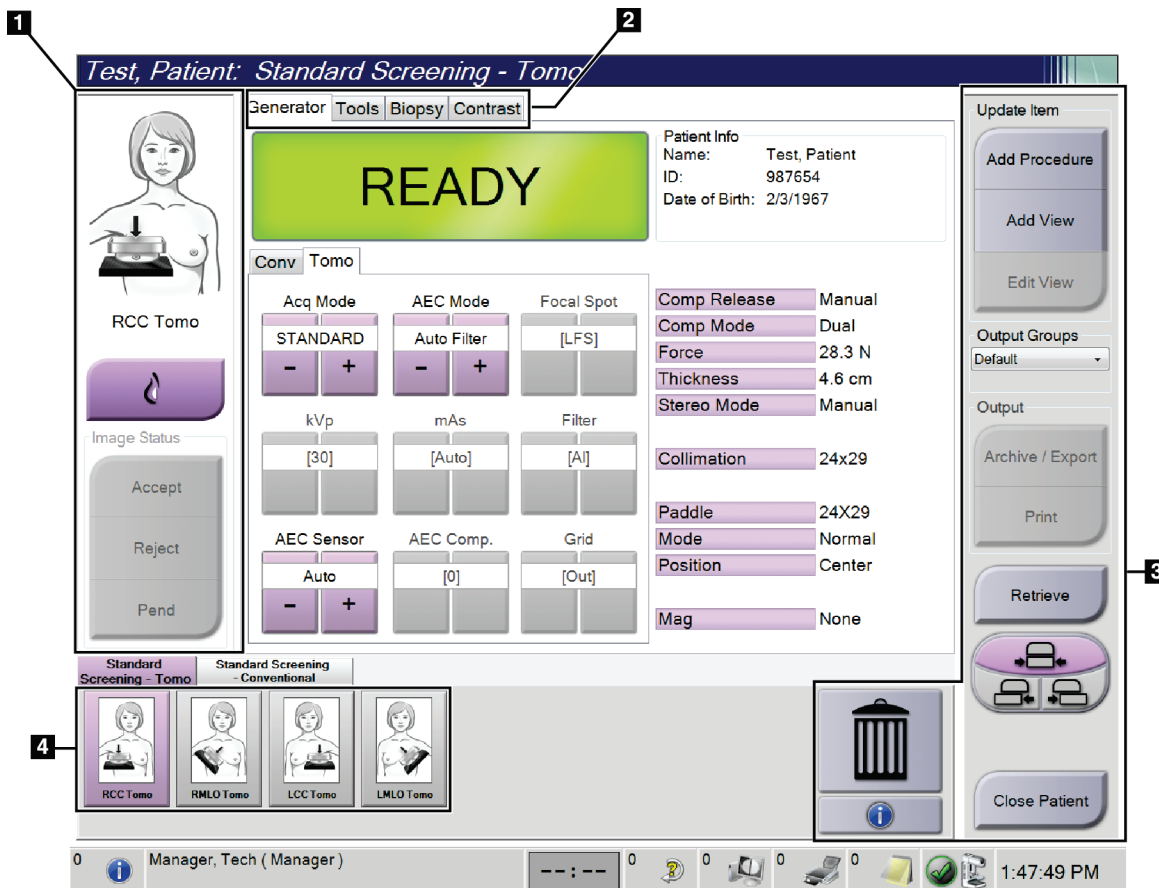 1
2
Test, Patient: Standard Screening - Tomo
Generator Tools Biopsy Contrast
READY
Patient Info
Name: Test, Patient
ID: 987654
Date of Birth: 2/3/1967
RCC Tomo
Image Status
Accept
Reject
Pend
Conv Tomo
Acq Mode AEC Mode Focal Spot
STANDARD Auto Filter [LFS]
- + - +
kVp mAs Filter
[30] [Auto] [Al]
AEC Sensor AEC Comp. Grid
Auto [0] [Out]
- +
Comp Release Manual
Comp Mode Dual
Force 28.3 N
Thickness 4.6 cm
Stereo Mode Manual
Collimation 24x29
Paddle 24X29
Mode Normal
Position Center
Mag None
Update Item
Add Procedure
Add View
Edit View
Output Groups
Default
Output
Archive / Export
Print
3
Retrieve
Close Patient
Standard
Screening - Tomo
Standard Screening
- Conventional
4
RCC Tomo RMLO Tomo LCC Tomo LMLO Tomo
0 Manager, Tech ( Manager ) --:-- 0 0 0 0 1:47:49 PM